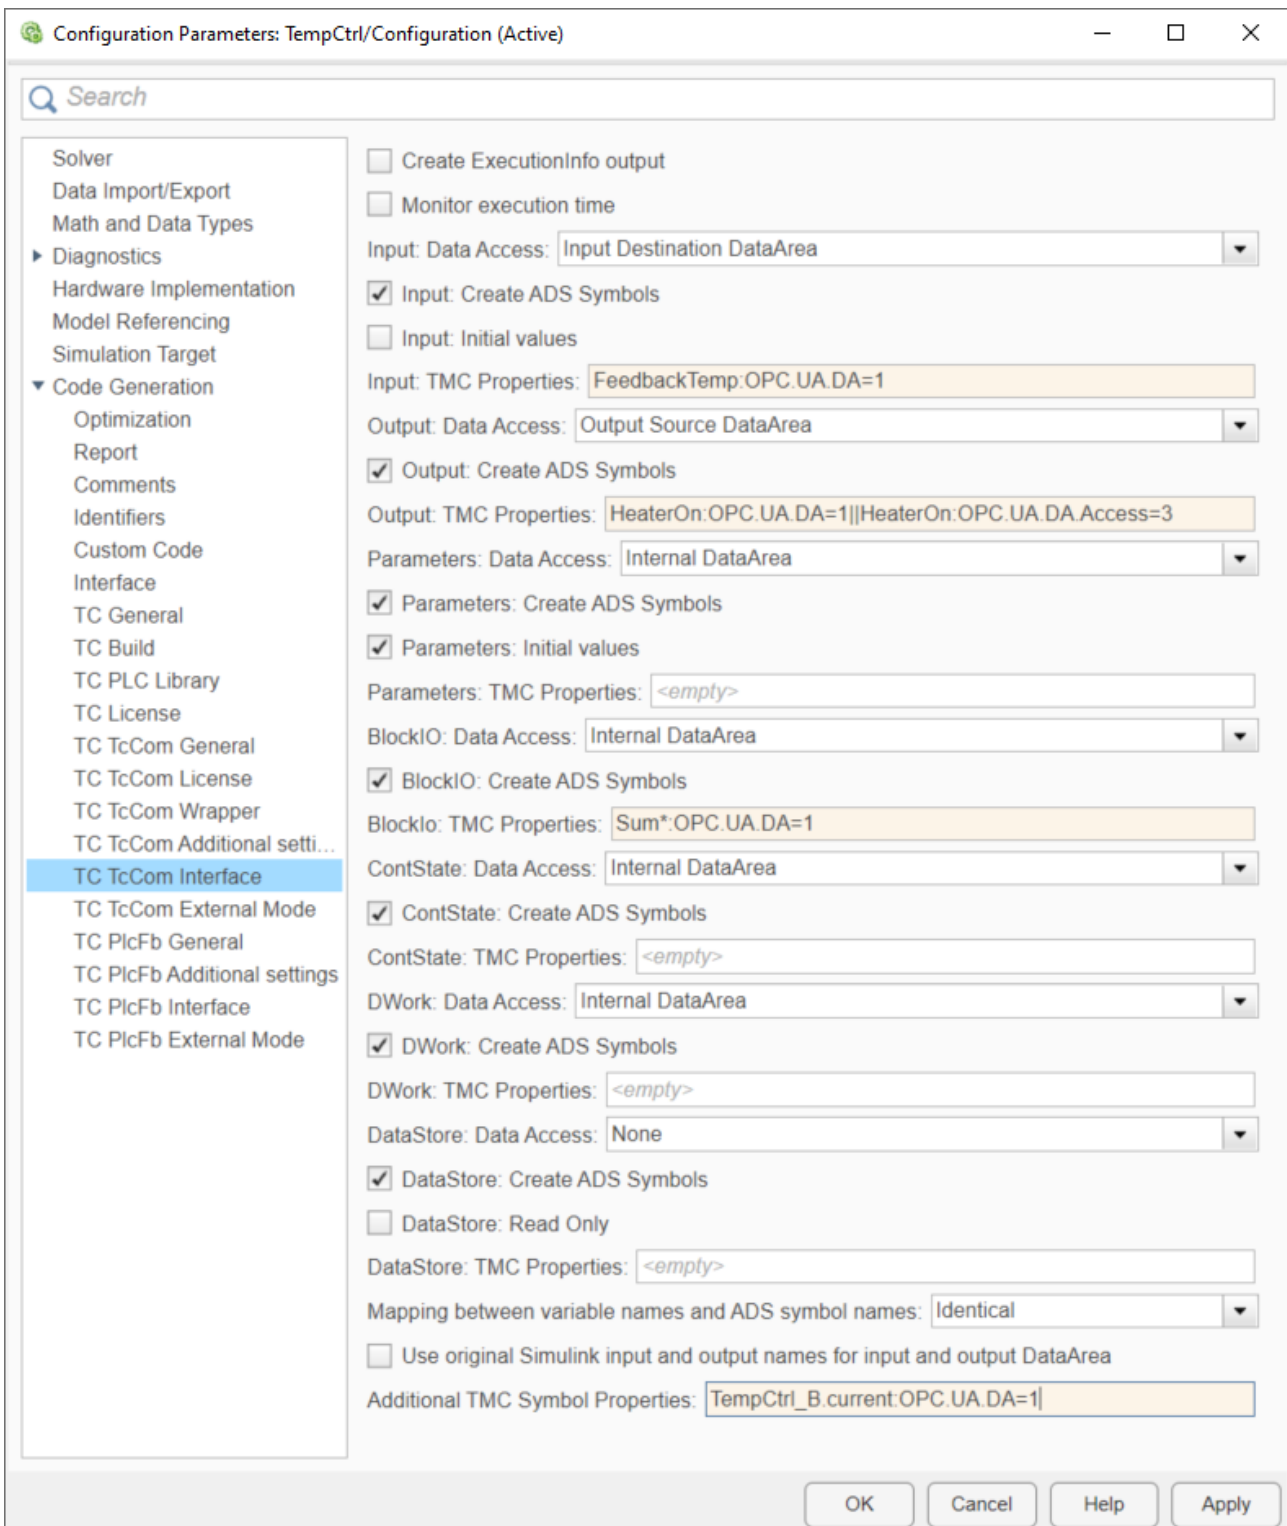 Configuration Parameters: TempCtrl/Configuration (Active)
Search
Solver
Data Import/Export
Math and Data Types
Diagnostics
Hardware Implementation
Model Referencing
Simulation Target
Code Generation
Optimization
Report
Comments
Identifiers
Custom Code
Interface
TC General
TC Build
TC PLC Library
TC License
TC TcCom General
TC TcCom License
TC TcCom Wrapper
TC TcCom Additional setti...
TC TcCom Interface
TC TcCom External Mode
TC PlcFb General
TC PlcFb Additional settings
TC PlcFb Interface
TC PlcFb External Mode
Create ExecutionInfo output
Monitor execution time
Input: Data Access: Input Destination DataArea
Input: Create ADS Symbols
Input: Initial values
Input: TMC Properties: FeedbackTemp:OPC.UA.DA=1
Output: Data Access: Output Source DataArea
Output: Create ADS Symbols
Output: TMC Properties: HeaterOn:OPC.UA.DA=1||HeaterOn:OPC.UA.DA.Access=3
Parameters: Data Access: Internal DataArea
Parameters: Create ADS Symbols
Parameters: Initial values
Parameters: TMC Properties: <empty>
BlockIO: Data Access: Internal DataArea
BlockIO: Create ADS Symbols
BlockIo: TMC Properties: Sum*:OPC.UA.DA=1
ContState: Data Access: Internal DataArea
ContState: Create ADS Symbols
ContState: TMC Properties: <empty>
DWork: Data Access: Internal DataArea
DWork: Create ADS Symbols
DWork: TMC Properties: <empty>
DataStore: Data Access: None
DataStore: Create ADS Symbols
DataStore: Read Only
DataStore: TMC Properties: <empty>
Mapping between variable names and ADS symbol names: Identical
Use original Simulink input and output names for input and output DataArea
Additional TMC Symbol Properties: TempCtrl_B.current:OPC.UA.DA=1
OK Cancel Help Apply